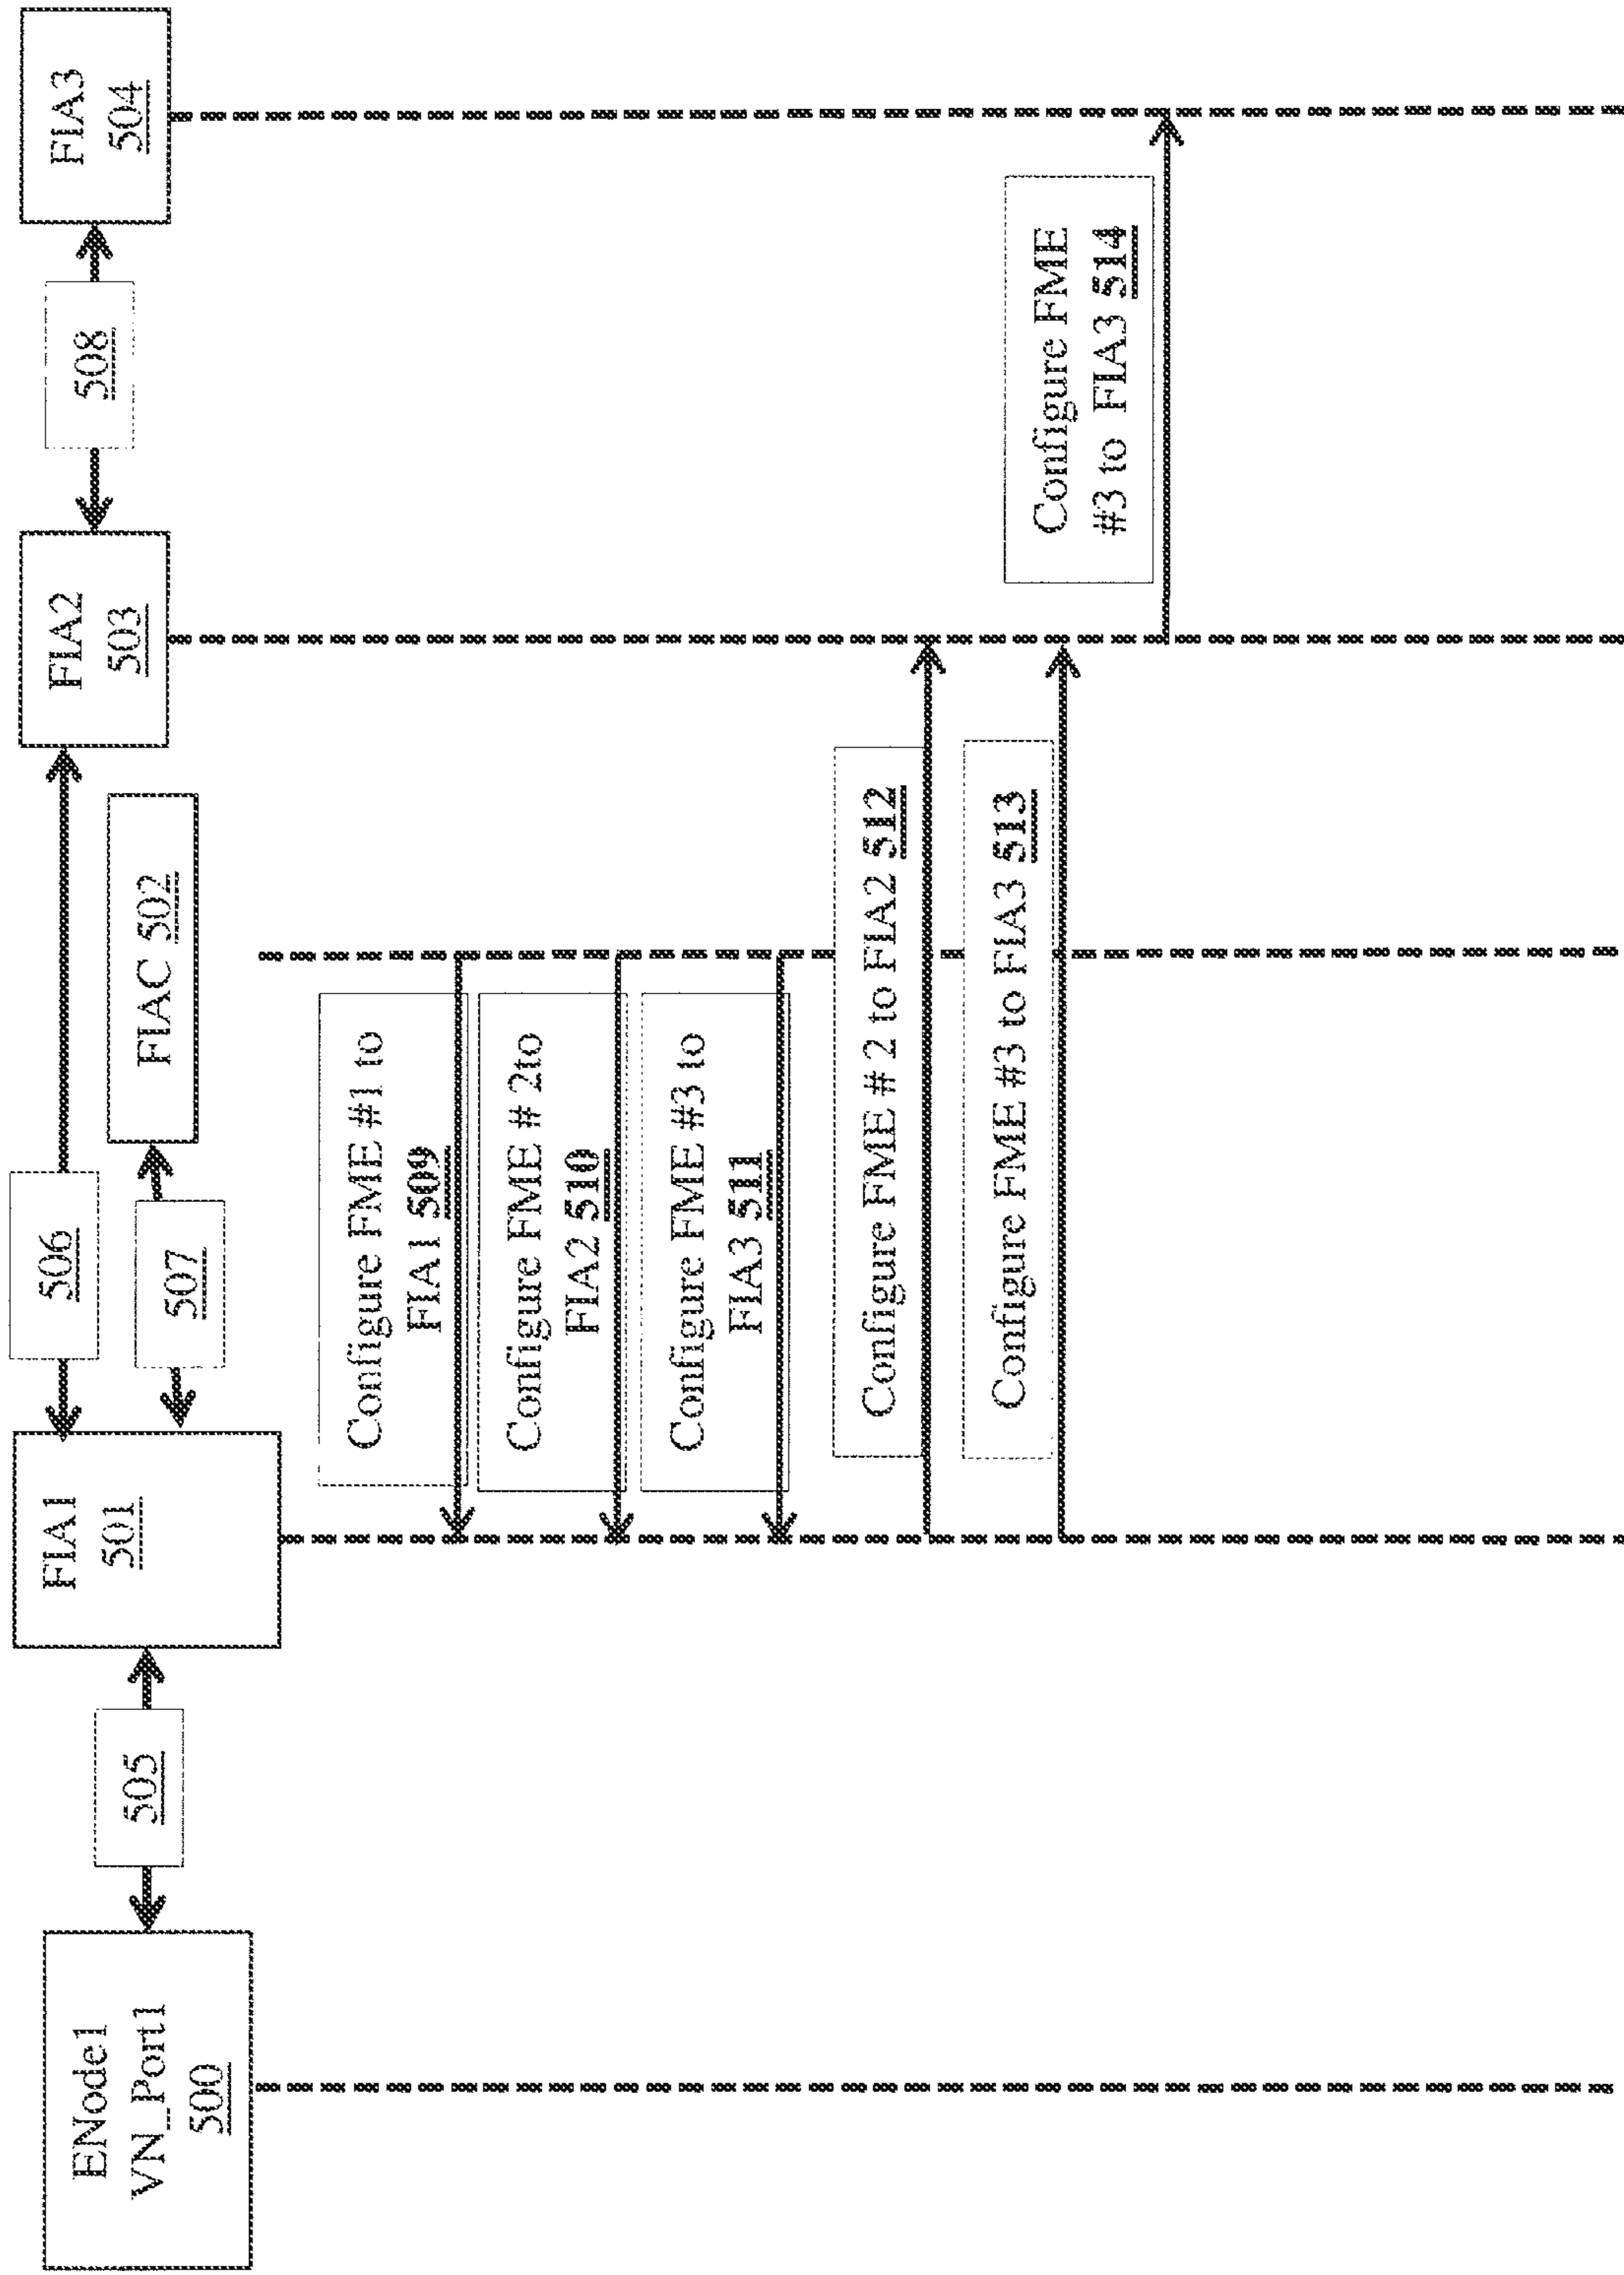 ENode1
VN_Port1
500
505
FIA1
501
506
507
FIAC 502
FIA2
503
508
FIA3
504
Configure FME #1 to
FIA1 509
Configure FME # 2to
FIA2 510
Configure FME #3 to
FIA3 511
Configure FME # 2 to FIA2 512
Configure FME #3 to FIA3 513
Configure FME
#3 to FIA3 514